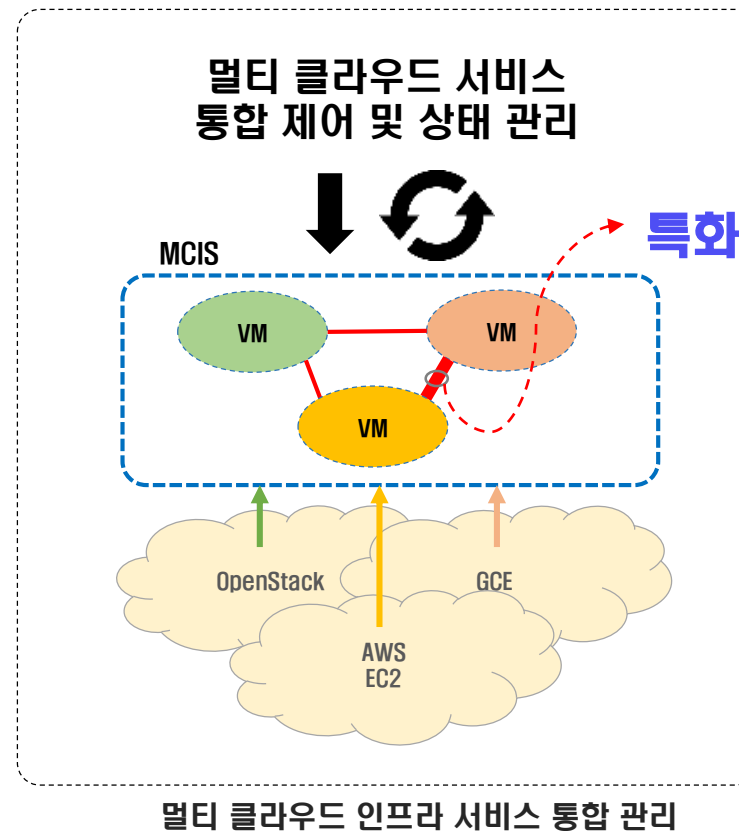 멀티 클라우드 서비스
통합 제어 및 상태 관리
특화
MCIS
VM
VM
VM
OpenStack
GCE
AWS
EC2
멀티 클라우드 인프라 서비스 통합 관리